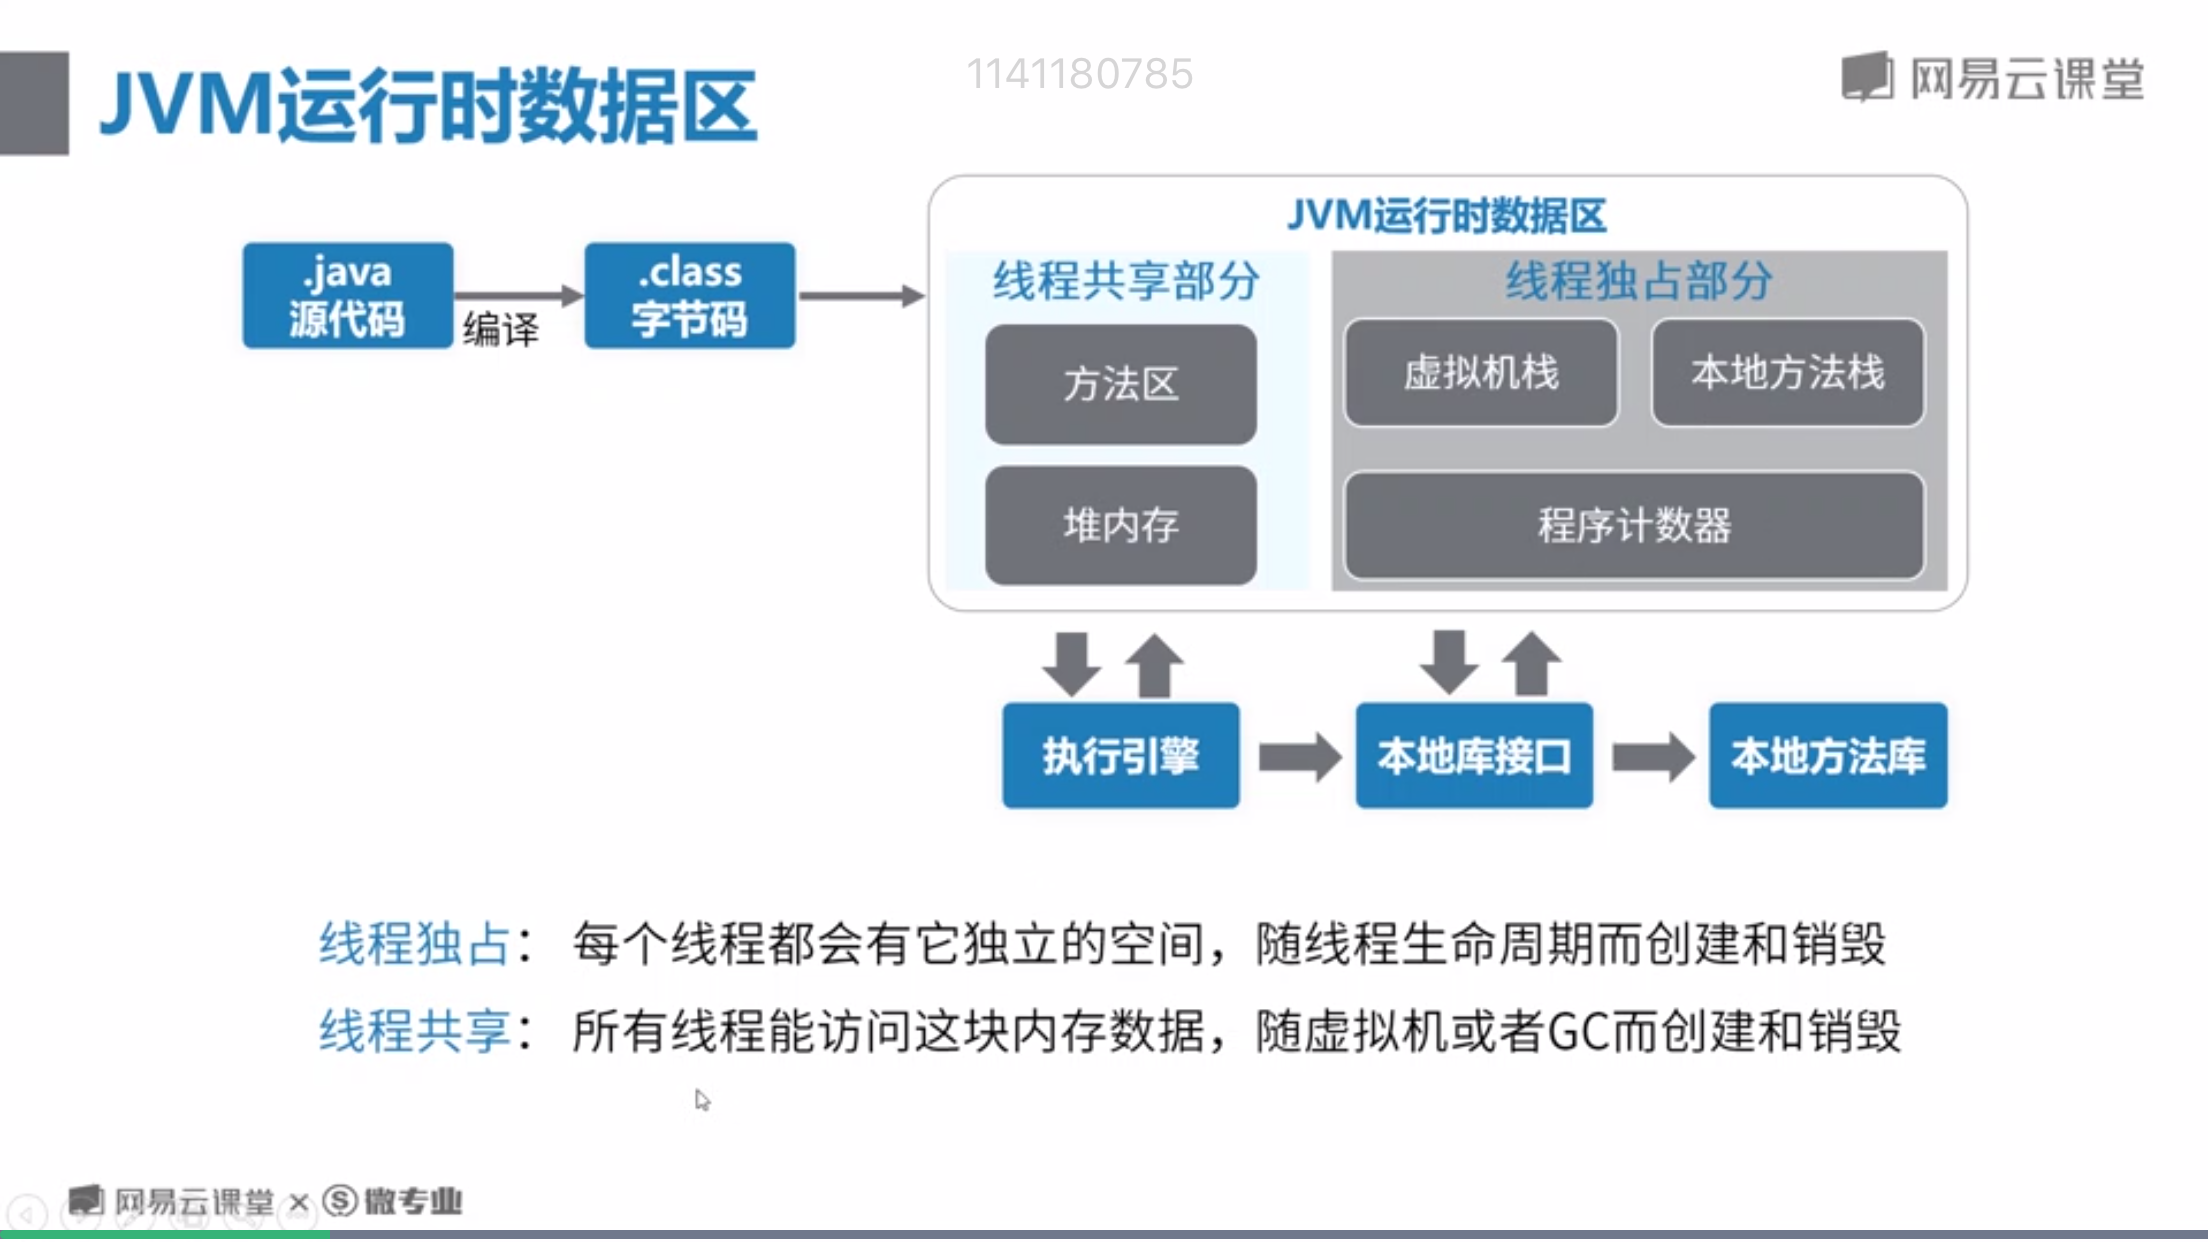 1141180785
网易云课堂
JVM运行时数据区
JVM运行时数据区
.java
源代码
编译
.class
字节码
线程共享部分
方法区
堆内存
线程独占部分
虚拟机栈
本地方法栈
程序计数器
执行引擎
本地库接口
本地方法库
线程独占： 每个线程都会有它独立的空间，随线程生命周期而创建和销毁
线程共享： 所有线程能访问这块内存数据，随虚拟机或者GC而创建和销毁
网易云课堂 × 微专业